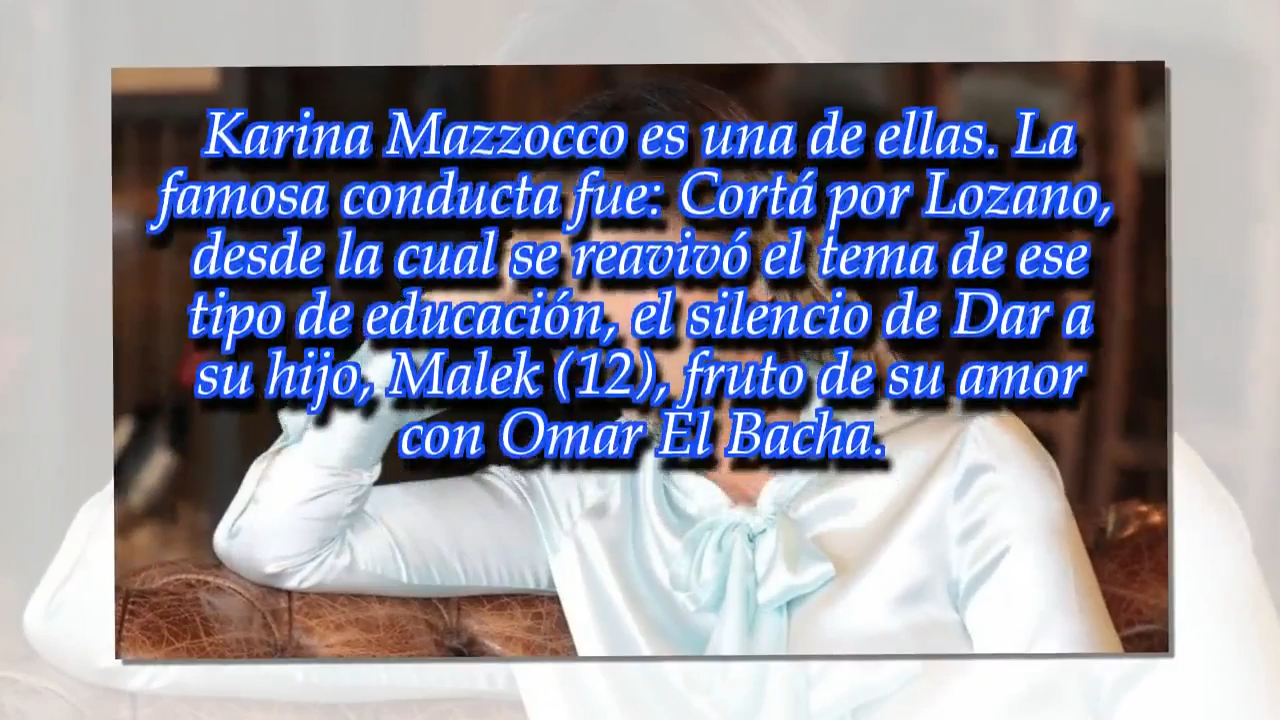 Karina Mazzocco es una de ellas. La
famosa conducta fue: Cortá por Lozano,
desde la cual se reavivó el tema de ese
tipo de educación, el silencio de Dar a
su hijo, Malek (12), fruto de su amor
con Omar El Bacha.